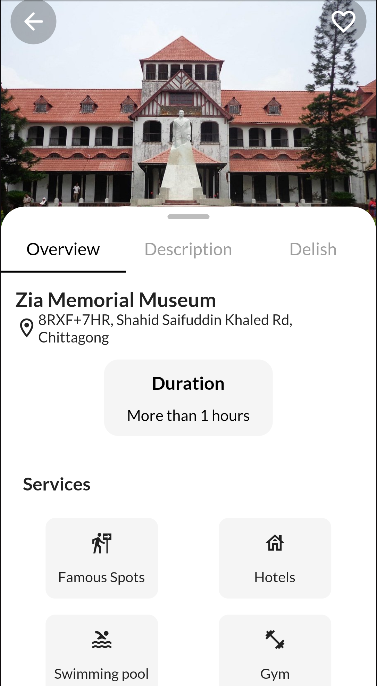 Overview Description Delish
Zia Memorial Museum
8RXF+7HR, Shahid Saifuddin Khaled Rd,
Chittagong
Duration
More than 1 hours
Services
Famous Spots Hotels
Swimming pool Gym